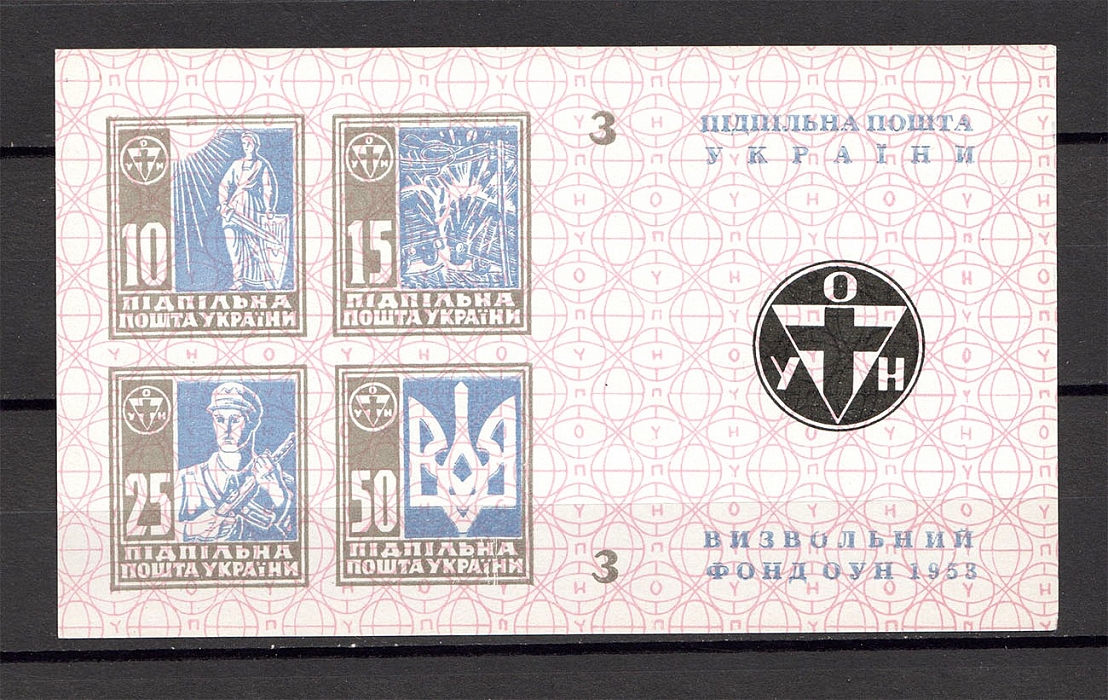 О
У Н
10
ПІДПІЛЬНА
ПОШТА УКРАЇНИ
О
У Н
15
ПІДПІЛЬНА
ПОШТА УКРАЇНИ
3
ПІДПІЛЬНА ПОШТА
УКРАЇНИ
О
У Н
О
У Н
25
ПІДПІЛЬНА
ПОШТА УКРАЇНИ
О
У Н
50
ПІДПІЛЬНА
ПОШТА УКРАЇНИ
3
ВИЗВОЛЬНИЙ
ФОНД ОУН 1953